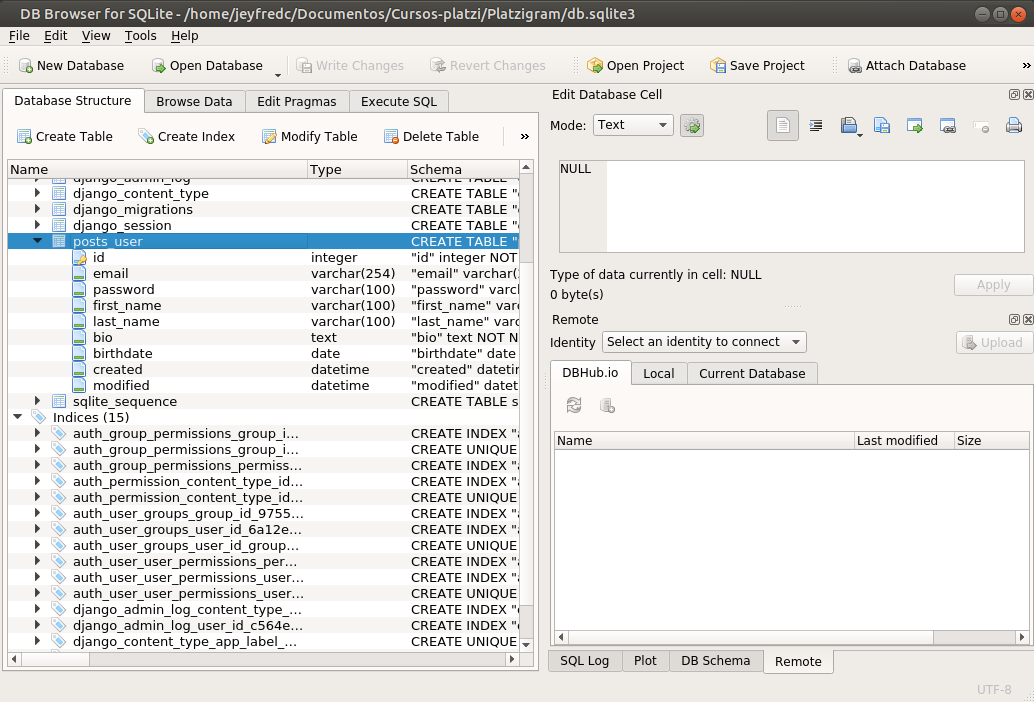 DB Browser for SQLite - /home/jeyfredc/Documentos/Cursos-platzi/Platzigram/db.sqlite3
File Edit View Tools Help
New Database Open Database Write Changes Revert Changes Open Project Save Project Attach Database »
Database Structure Browse Data Edit Pragmas Execute SQL
Create Table Create Index Modify Table Delete Table »
Name Type Schema
django_admin_log CREATE TABLE "
django_content_type CREATE TABLE "
django_migrations CREATE TABLE "
django_session CREATE TABLE "
posts_user CREATE TABLE "
id integer "id" integer NOT
email varchar(254) "email" varchar(
password varchar(100) "password" varc
first_name varchar(100) "first_name" varc
last_name varchar(100) "last_name" varc
bio text "bio" text NOT N
birthdate date "birthdate" date
created datetime "created" datetin
modified datetime "modified" datet
sqlite_sequence CREATE TABLE s
Indices (15)
auth_group_permissions_group_i... CREATE INDEX "
auth_group_permissions_group_i... CREATE UNIQUE
auth_group_permissions_permiss... CREATE INDEX "
auth_permission_content_type_id... CREATE INDEX "
auth_permission_content_type_id... CREATE UNIQUE
auth_user_groups_group_id_9755... CREATE INDEX "
auth_user_groups_user_id_6a12e... CREATE INDEX "
auth_user_groups_user_id_group... CREATE UNIQUE
auth_user_user_permissions_per... CREATE INDEX "
auth_user_user_permissions_user... CREATE INDEX "
auth_user_user_permissions_user... CREATE UNIQUE
django_admin_log_content_type_... CREATE INDEX "
django_admin_log_user_id_c564e... CREATE INDEX "
django_content_type_app_label_... CREATE UNIQUE
Edit Database Cell
Mode: Text
NULL
Type of data currently in cell: NULL
0 byte(s)
Apply
Remote
Identity Select an identity to connect Upload
DBHub.io Local Current Database
Name Last modified Size
SQL Log Plot DB Schema Remote
UTF-8